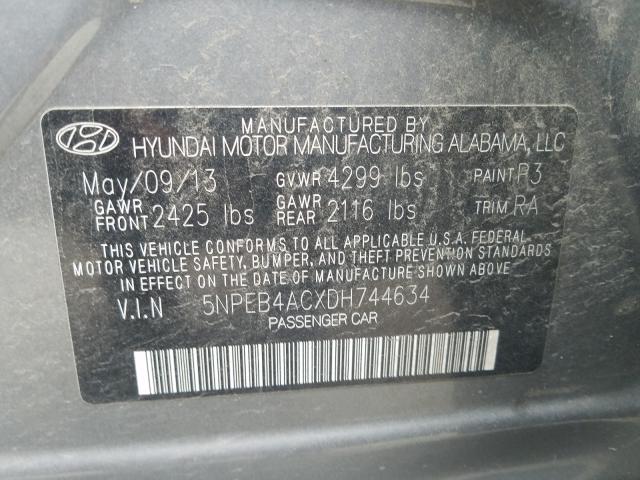 MANUFACTURED BY
HYUNDAI MOTOR MANUFACTURING ALABAMA, LLC
May/09/13 GVWR 4299 lbs PAINT P3
GAWR FRONT 2425 lbs GAWR REAR 2116 lbs TRIM RA
THIS VEHICLE CONFORMS TO ALL APPLICABLE U.S.A. FEDERAL
MOTOR VEHICLE SAFETY, BUMPER, AND THEFT PREVENTION STANDARDS
IN EFFECT ON THE DATE OF MANUFACTURE SHOWN ABOVE.
V.I.N 5NPEB4ACXDH744634
PASSENGER CAR